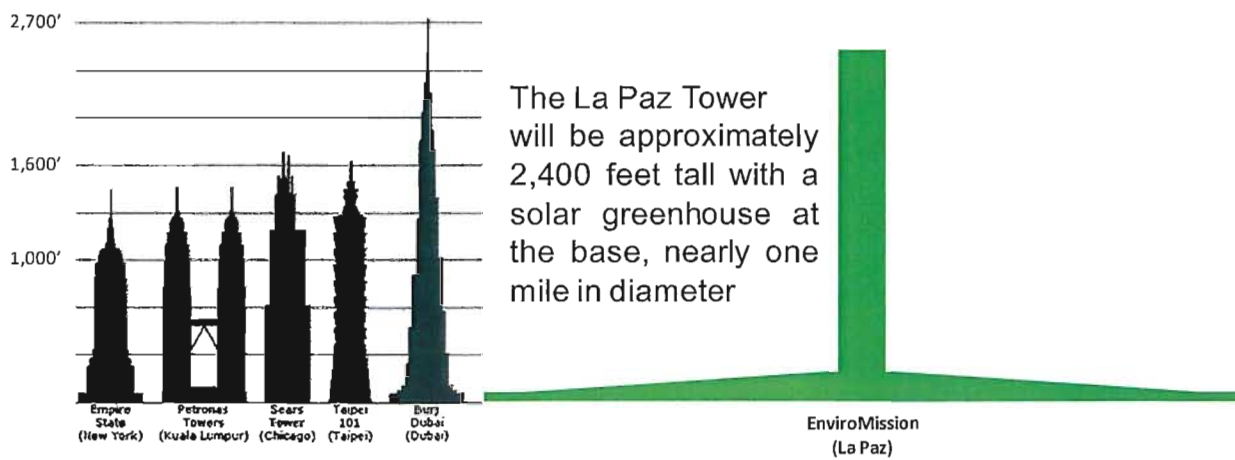 2,700’
1,600’
1,000’
The La Paz Tower
will be approximately
2,400 feet tall with a
solar greenhouse at
the base, nearly one
mile in diameter
Empire
State
(New York)
Petronas
Towers
(Kuala Lumpur)
Sears
Tower
(Chicago)
Taipei
101
(Taipei)
Burj
Dubai
(Dubai)
EnviroMission
(La Paz)